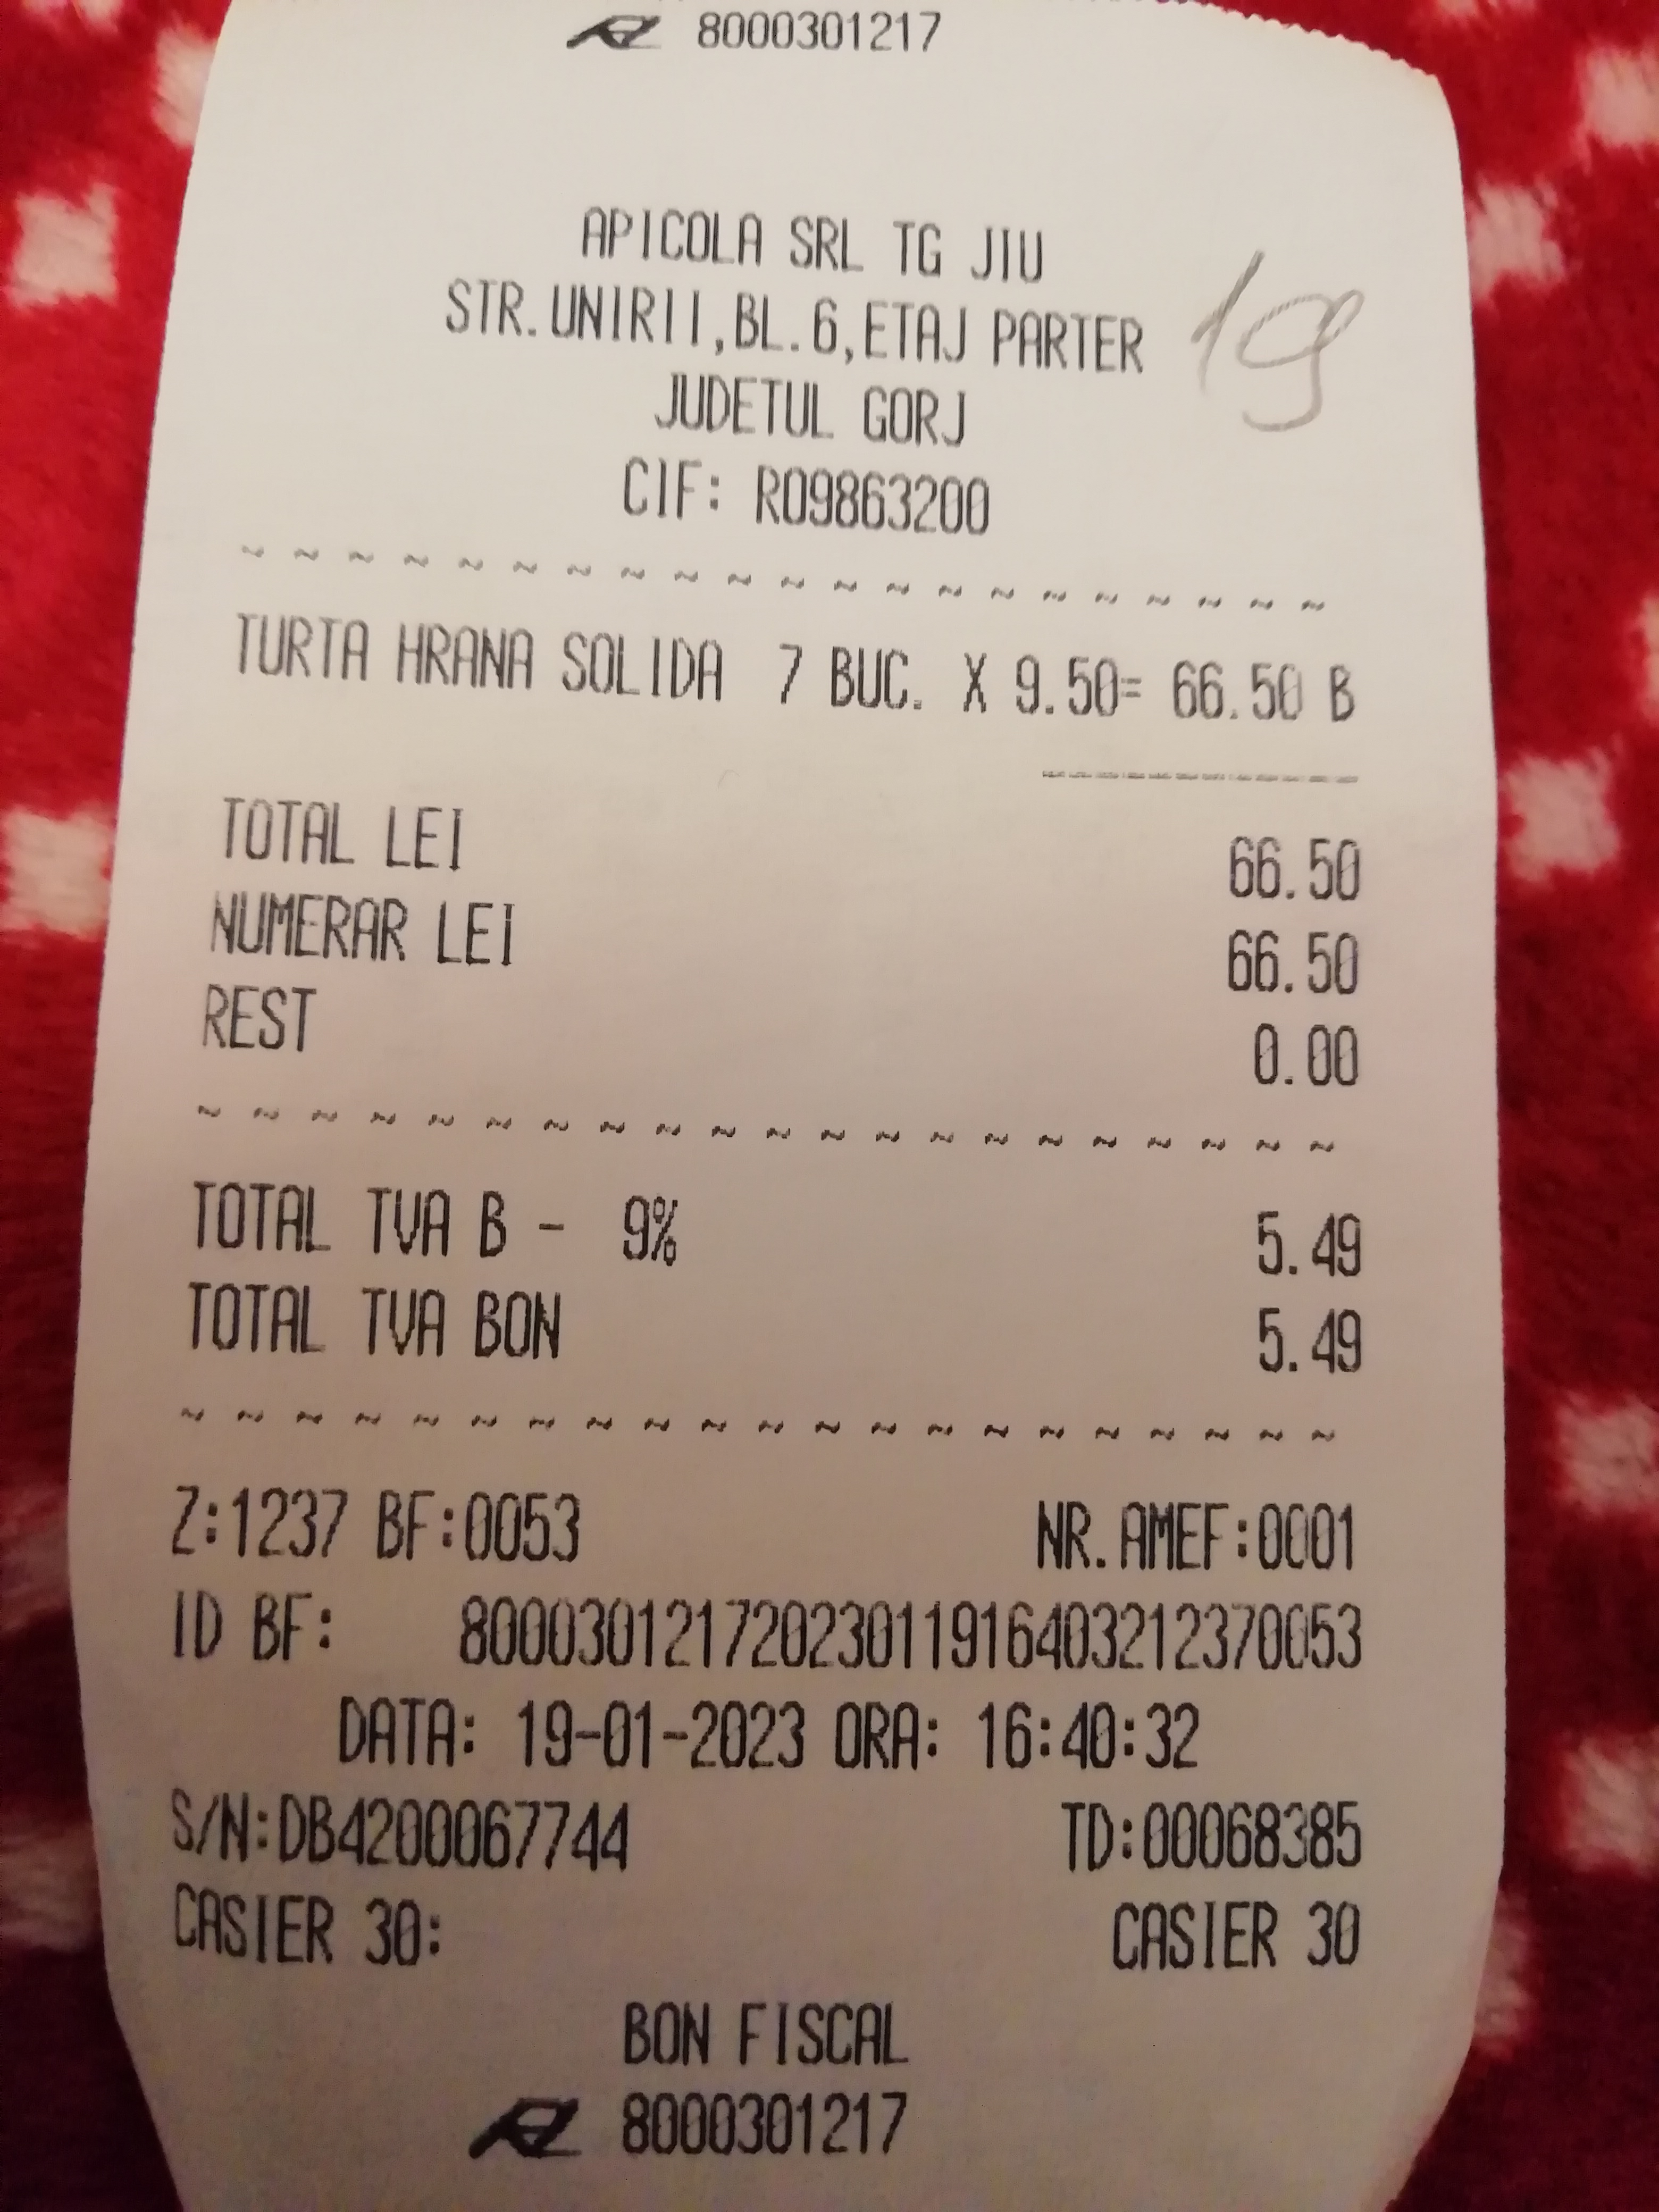 8000301217
APICOLA SRL TG JIU
STR.UNIRII,BL.6,ETAJ PARTER
19
JUDETUL GORJ
CIF: RO9863200
~ ~ ~ ~ ~ ~ ~ ~ ~ ~ ~ ~ ~ ~ ~ ~ ~ ~ ~ ~ ~
TURTA HRANA SOLIDA 7 BUC. X 9.50= 66.50 B
------------
TOTAL LEI 66.50
NUMERAR LEI 66.50
REST 0.00
~ ~ ~ ~ ~ ~ ~ ~ ~ ~ ~ ~ ~ ~ ~ ~ ~ ~ ~ ~ ~
TOTAL TVA B - 9% 5.49
TOTAL TVA BON 5.49
~ ~ ~ ~ ~ ~ ~ ~ ~ ~ ~ ~ ~ ~ ~ ~ ~ ~ ~ ~ ~
Z:1237 BF:0053 NR.AMEF:0001
ID BF: 8000301217202301191640321237​0053
DATA: 19-01-2023 ORA: 16:40:32
S/N:DB4200067744 TD:00068385
CASIER 30: CASIER 30
BON FISCAL
8000301217